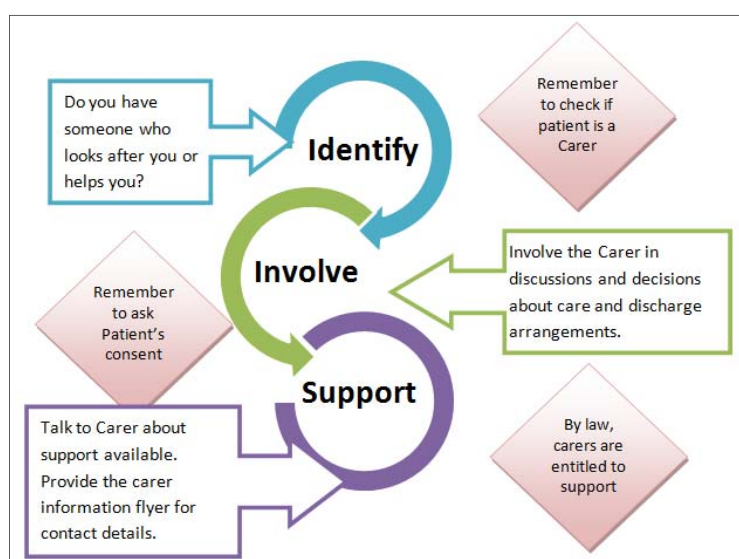 Do you have
someone who
looks after you or
helps you?
Identify
Remember
to check if
patient is a
Carer
Involve
Involve the Carer in
discussions and decisions
about care and discharge
arrangements.
Remember
to ask
Patient's
consent
Support
Talk to Carer about
support available.
Provide the carer
information flyer for
contact details.
By law,
carers are
entitled to
support